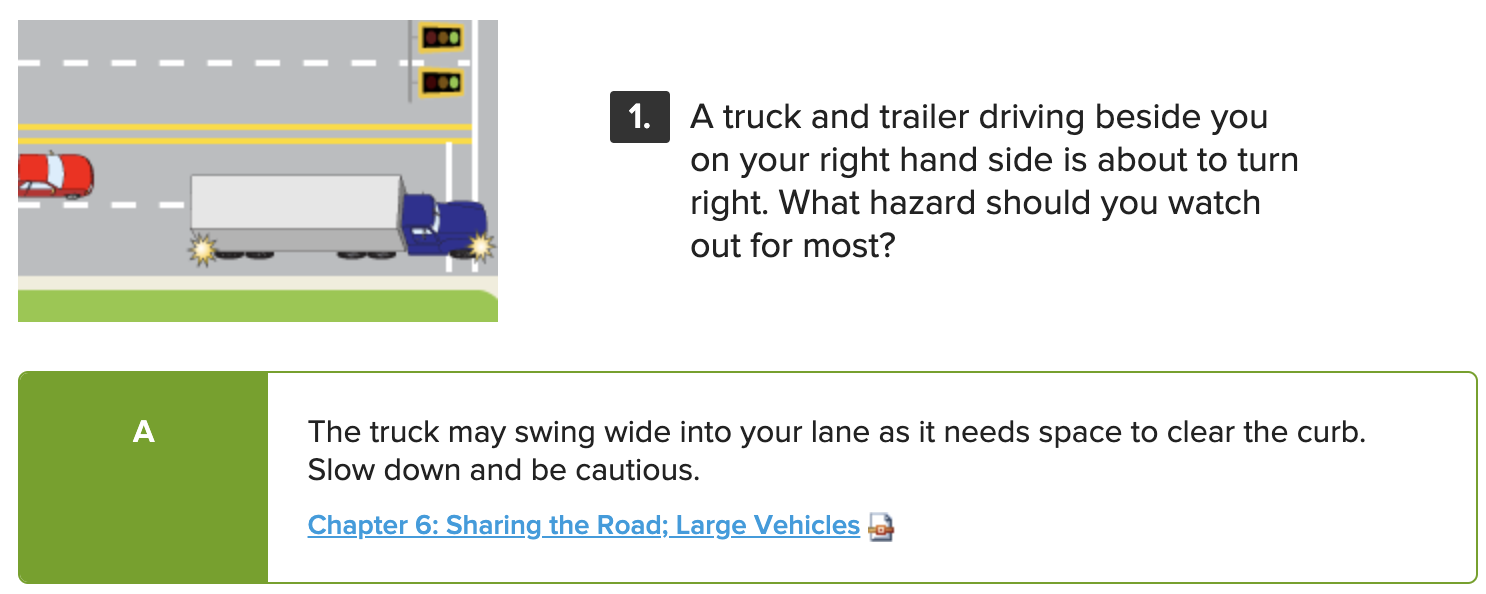 1.
A truck and trailer driving beside you
on your right hand side is about to turn
right. What hazard should you watch
out for most?
A
The truck may swing wide into your lane as it needs space to clear the curb.
Slow down and be cautious.
Chapter 6: Sharing the Road; Large Vehicles